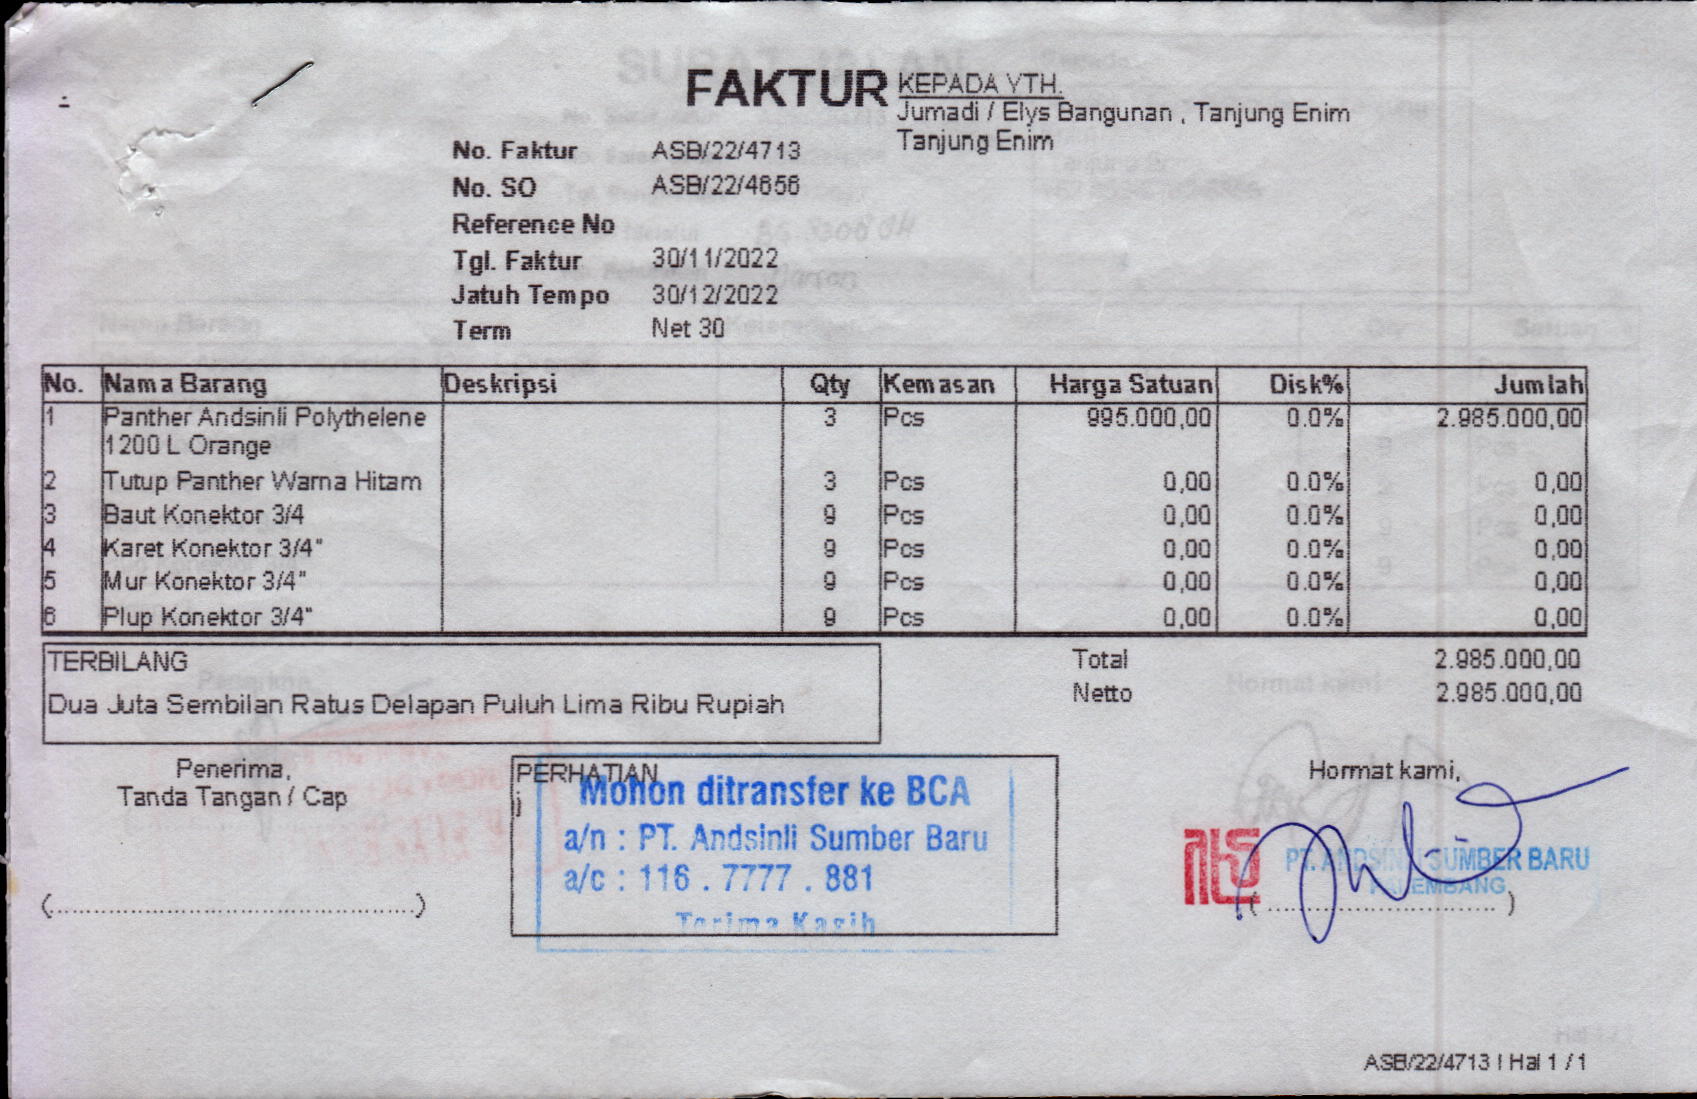 FAKTUR
KEPADA YTH.
Jumadi / Elys Bangunan , Tanjung Enim
Tanjung Enim
No. Faktur ASB/22/4713
No. SO ASB/22/4656
Reference No
Tgl. Faktur 30/11/2022
Jatuh Tempo 30/12/2022
Term Net 30
No. Nama Barang Deskripsi Qty Kemasan Harga Satuan Disk% Jumlah
1 Panther Andsinli Polythelene 3 Pcs 995.000,00 0.0% 2.985.000,00
1200 L Orange
2 Tutup Panther Warna Hitam 3 Pcs 0,00 0.0% 0,00
3 Baut Konektor 3/4 9 Pcs 0,00 0.0% 0,00
4 Karet Konektor 3/4" 9 Pcs 0,00 0.0% 0,00
5 Mur Konektor 3/4" 9 Pcs 0,00 0.0% 0,00
6 Plup Konektor 3/4" 9 Pcs 0,00 0.0% 0,00
TERBILANG
Dua Juta Sembilan Ratus Delapan Puluh Lima Ribu Rupiah
Total 2.985.000,00
Netto 2.985.000,00
Penerima,
Tanda Tangan / Cap
(............................................)
PERHATIAN
j
Mohon ditransfer ke BCA
a/n : PT. Andsinli Sumber Baru
a/c : 116 . 7777 . 881
Terima Kasih
Hormat kami,
PT. ANDSINLI SUMBER BARU
PALEMBANG
(..............................)
ASB/22/4713 | Hal 1 / 1